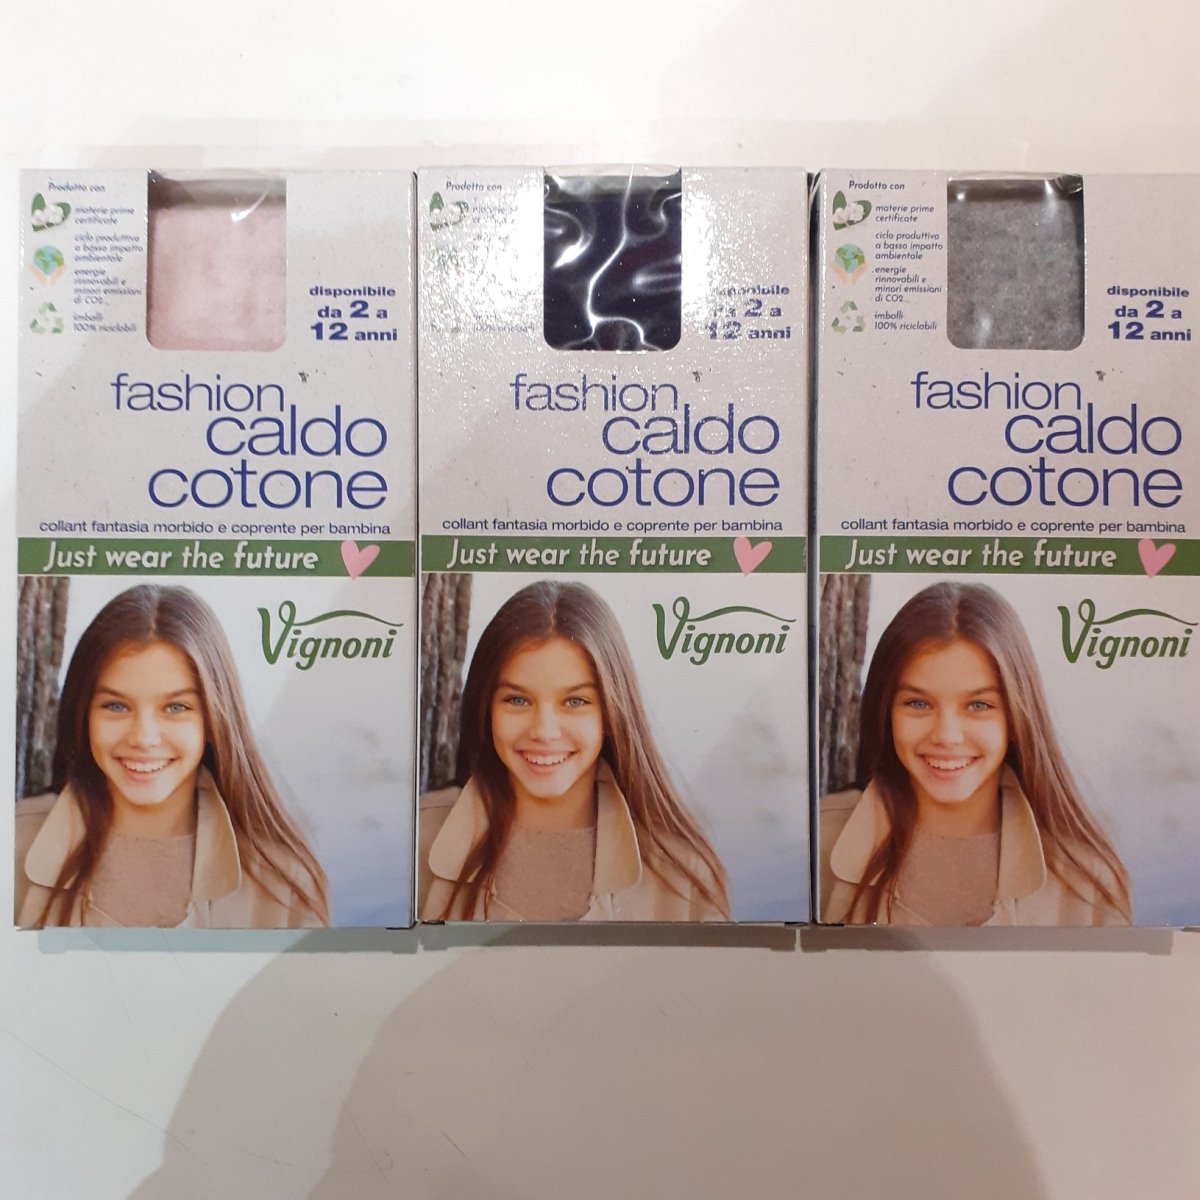 Prodotto con
materie prime
certificate
ciclo produttivo
a basso impatto
ambientale
energie
rinnovabili e
minori emissioni
di CO2
imballi
100% riciclabili
disponibile
da 2 a
12 anni
fashion
caldo
cotone
collant fantasia morbido e coprente per bambina
Just wear the future
Vignoni
Prodotto con
disponibile
da 2 a
12 anni
fashion
caldo
cotone
collant fantasia morbido e coprente per bambina
Just wear the future
Vignoni
Prodotto con
materie prime
certificate
ciclo produttivo
a basso impatto
ambientale
energie
rinnovabili e
minori emissioni
di CO2
imballi
100% riciclabili
disponibile
da 2 a
12 anni
fashion
caldo
cotone
collant fantasia morbido e coprente per bambina
Just wear the future
Vignoni